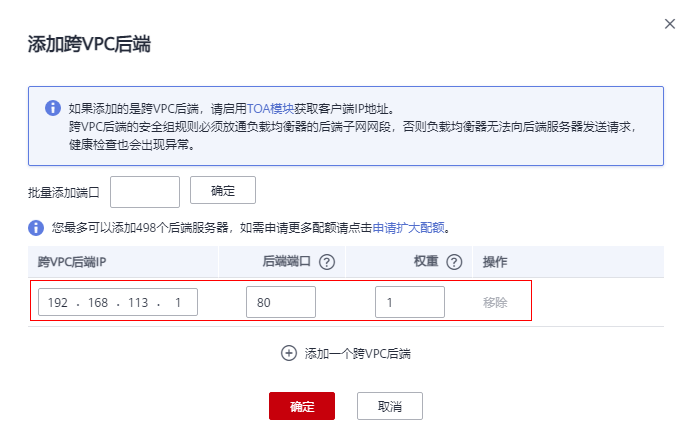 添加跨VPC后端
如果添加的是跨VPC后端，请启用TOA模块获取客户端IP地址。
跨VPC后端的安全组规则必须放通负载均衡器的后端子网网段，否则负载均衡器无法向后端服务器发送请求，
健康检查也会出现异常。
批量添加端口 确定
您最多可以添加498个后端服务器，如需申请更多配额请点击申请扩大配额。
跨VPC后端IP 后端端口 权重 操作
192 . 168 . 113 . 1 80 1 移除
添加一个跨VPC后端
确定 取消